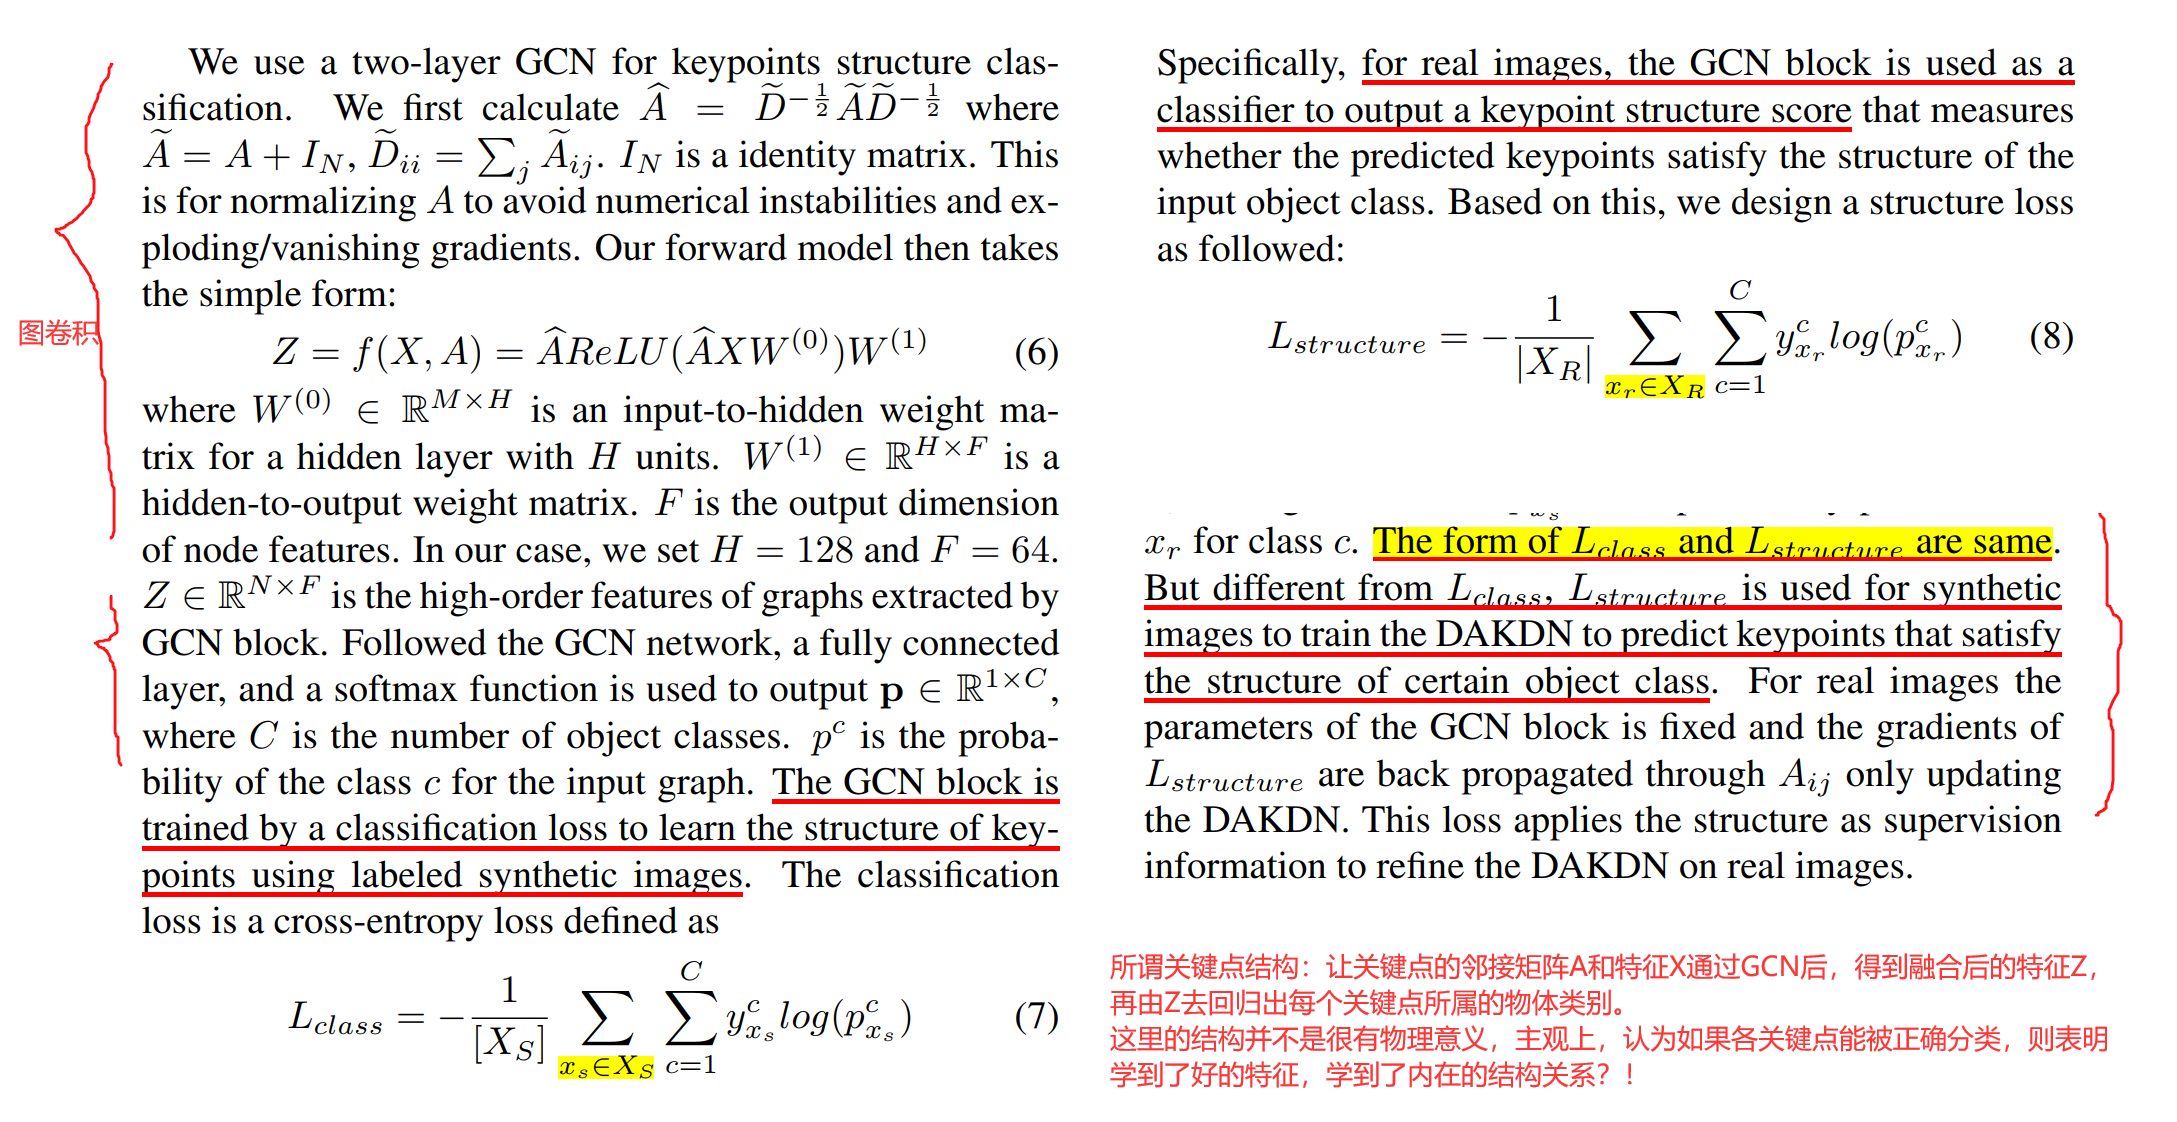 We use a two-layer GCN for keypoints structure clas-
sification. We first calculate $\widehat{A} = \widetilde{D}^{-\frac{1}{2}} \widetilde{A} \widetilde{D}^{-\frac{1}{2}}$ where
$\widetilde{A} = A + I_N, \widetilde{D}_{ii} = \sum_j \widetilde{A}_{ij}$. $I_N$ is a identity matrix. This
is for normalizing $A$ to avoid numerical instabilities and ex-
ploding/vanishing gradients. Our forward model then takes
the simple form:
图卷积
$Z = f(X, A) = \widehat{A}ReLU(\widehat{A}XW^{(0)})W^{(1)}$ (6)
where $W^{(0)} \in \mathbb{R}^{M \times H}$ is an input-to-hidden weight ma-
trix for a hidden layer with $H$ units. $W^{(1)} \in \mathbb{R}^{H \times F}$ is a
hidden-to-output weight matrix. $F$ is the output dimension
of node features. In our case, we set $H = 128$ and $F = 64$.
$Z \in \mathbb{R}^{N \times F}$ is the high-order features of graphs extracted by
GCN block. Followed the GCN network, a fully connected
layer, and a softmax function is used to output $\mathbf{p} \in \mathbb{R}^{1 \times C}$,
where $C$ is the number of object classes. $p^c$ is the proba-
bility of the class $c$ for the input graph. The GCN block is
trained by a classification loss to learn the structure of key-
points using labeled synthetic images. The classification
loss is a cross-entropy loss defined as
$L_{class} = -\frac{1}{[X_S]} \sum_{x_s \in X_S} \sum_{c=1}^{C} y_{x_s}^c log(p_{x_s}^c)$ (7)
Specifically, for real images, the GCN block is used as a
classifier to output a keypoint structure score that measures
whether the predicted keypoints satisfy the structure of the
input object class. Based on this, we design a structure loss
as followed:
$L_{structure} = -\frac{1}{|X_R|} \sum_{x_r \in X_R} \sum_{c=1}^{C} y_{x_r}^c log(p_{x_r}^c)$ (8)
$x_r$ for class $c$. The form of $L_{class}$ and $L_{structure}$ are same.
But different from $L_{class}$, $L_{structure}$ is used for synthetic
images to train the DAKDN to predict keypoints that satisfy
the structure of certain object class. For real images the
parameters of the GCN block is fixed and the gradients of
$L_{structure}$ are back propagated through $A_{ij}$ only updating
the DAKDN. This loss applies the structure as supervision
information to refine the DAKDN on real images.
所谓关键点结构：让关键点的邻接矩阵A和特征X通过GCN后，得到融合后的特征Z，
再由Z去回归出每个关键点所属的物体类别。
这里的结构并不是很有物理意义，主观上，认为如果各关键点能被正确分类，则表明
学到了好的特征，学到了内在的结构关系？！